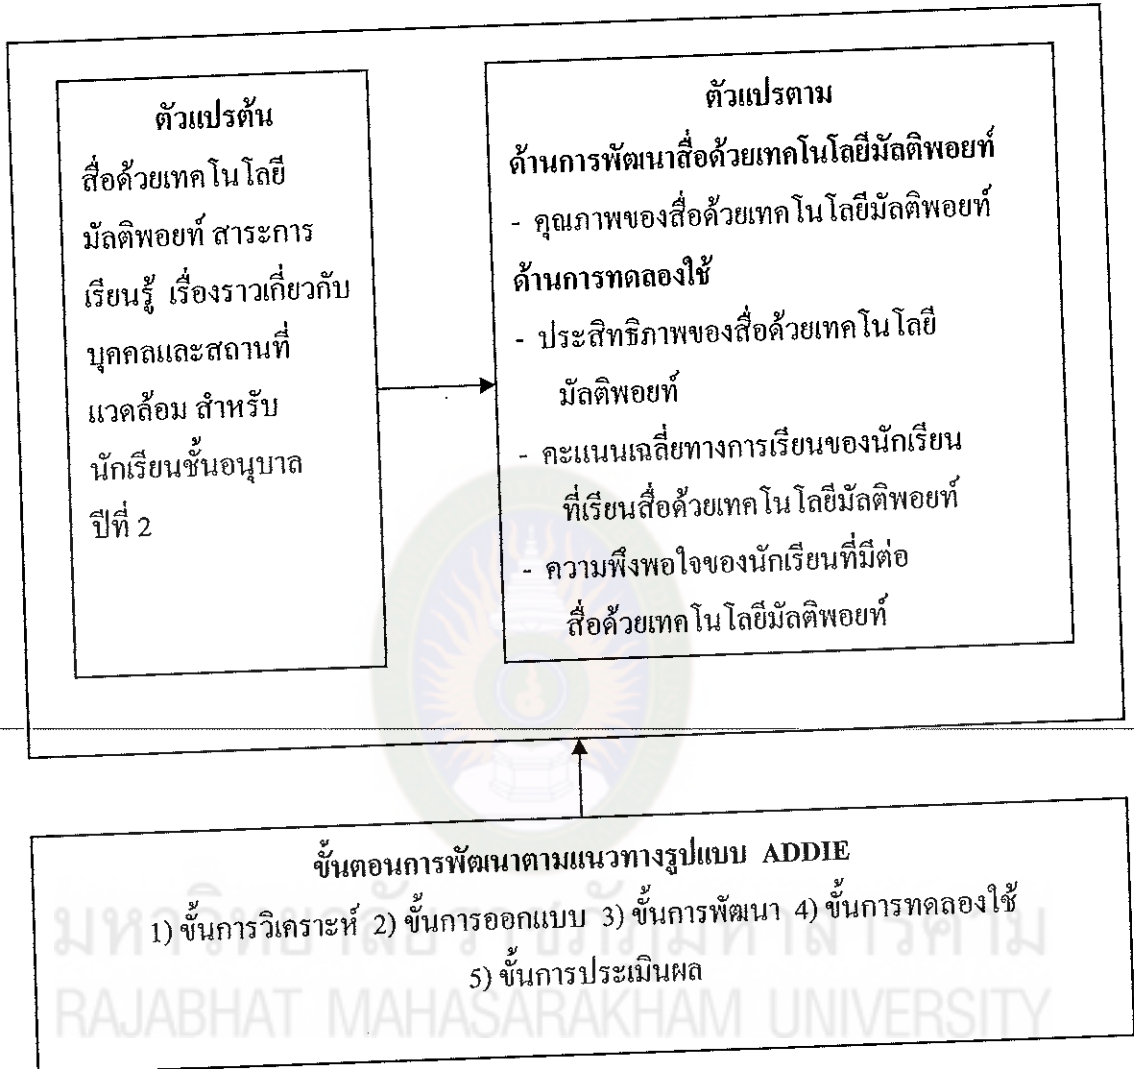 ตัวแปรต้น
สื่อด้วยเทคโนโลยี
มัลติพอยท์ สาระการ
เรียนรู้ เรื่องราวเกี่ยวกับ
บุคคลและสถานที่
แวดล้อม สำหรับ
นักเรียนชั้นอนุบาล
ปีที่ 2
ตัวแปรตาม
ด้านการพัฒนาสื่อด้วยเทคโนโลยีมัลติพอยท์
- คุณภาพของสื่อด้วยเทคโนโลยีมัลติพอยท์
ด้านการทดลองใช้
- ประสิทธิภาพของสื่อด้วยเทคโนโลยี
มัลติพอยท์
- คะแนนเฉลี่ยทางการเรียนของนักเรียน
ที่เรียนสื่อด้วยเทคโนโลยีมัลติพอยท์
- ความพึงพอใจของนักเรียนที่มีต่อ
สื่อด้วยเทคโนโลยีมัลติพอยท์
ขั้นตอนการพัฒนาตามแนวทางรูปแบบ ADDIE
1) ขั้นการวิเคราะห์ 2) ขั้นการออกแบบ 3) ขั้นการพัฒนา 4) ขั้นการทดลองใช้
5) ขั้นการประเมินผล
มหาวิทยาลัยราชภัฏมหาสารคาม
RAJABHAT MAHASARAKHAM UNIVERSITY